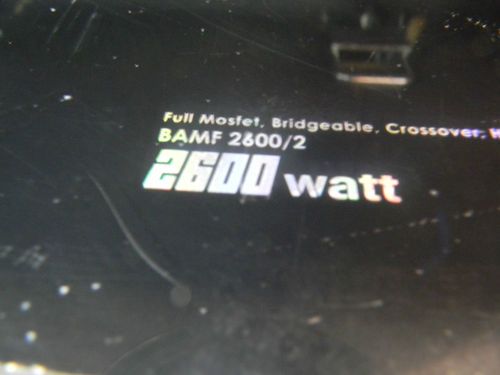 Full Mosfet, Bridgeable, Crossover, H
BAMF 2600/2
2600 watt